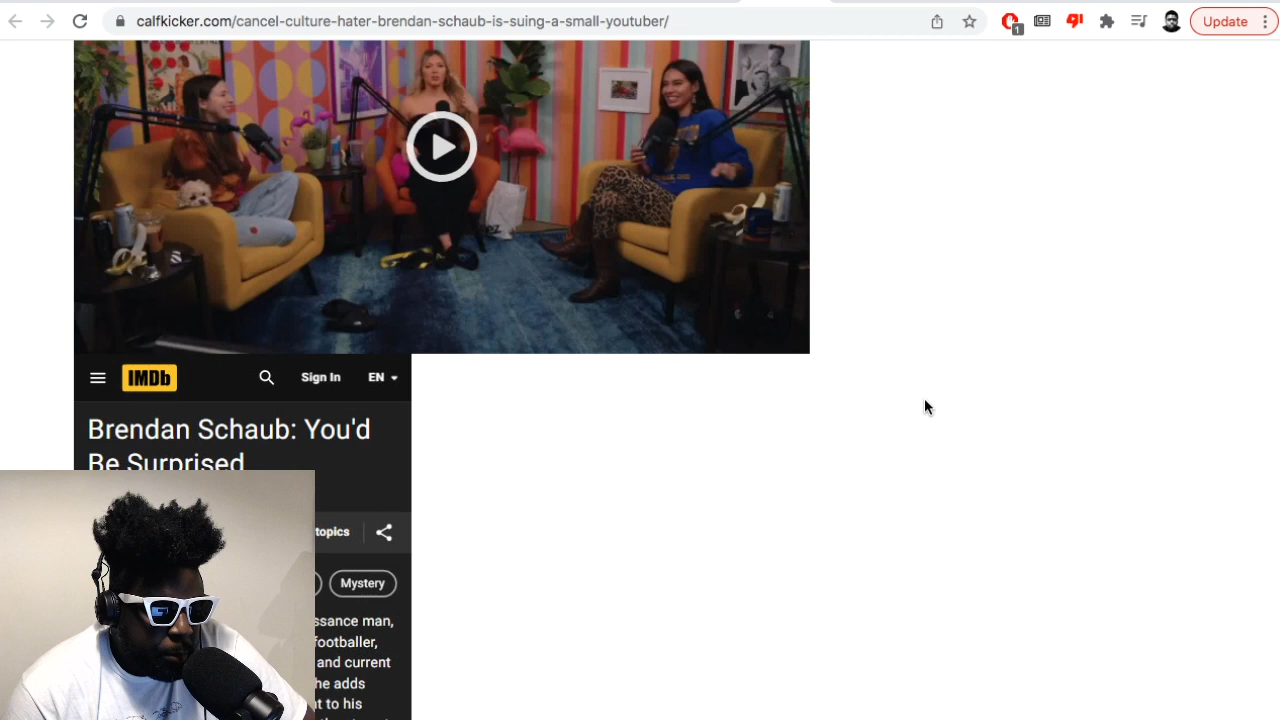 calfkicker.com/cancel-culture-hater-brendan-schaub-is-suing-a-small-youtuber/
1
Update
IMDb
Sign In
EN
Brendan Schaub: You'd
Be Surprised
topics
Mystery
ssance man,
footballer,
and current
he adds
t to his